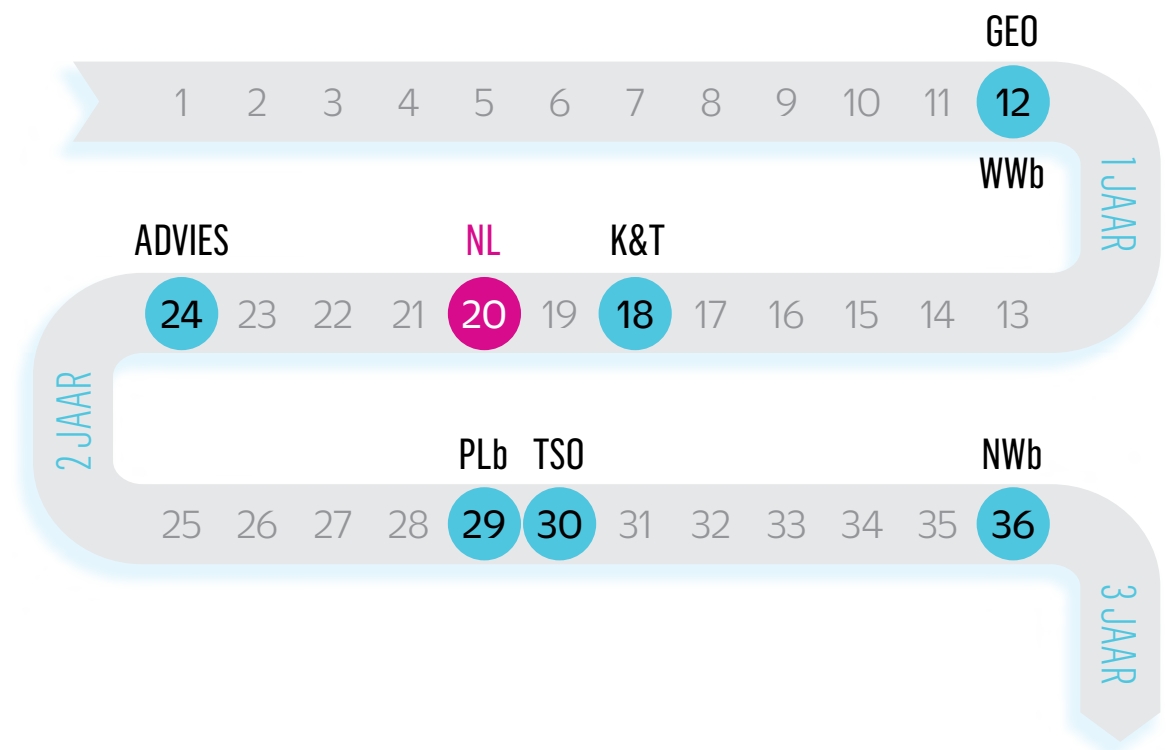 GEO
1 2 3 4 5 6 7 8 9 10 11 12
WWb
1 JAAR
ADVIES NL K&T
24 23 22 21 20 19 18 17 16 15 14 13
2 JAAR
PLb TSO NWb
25 26 27 28 29 30 31 32 33 34 35 36
3 JAAR